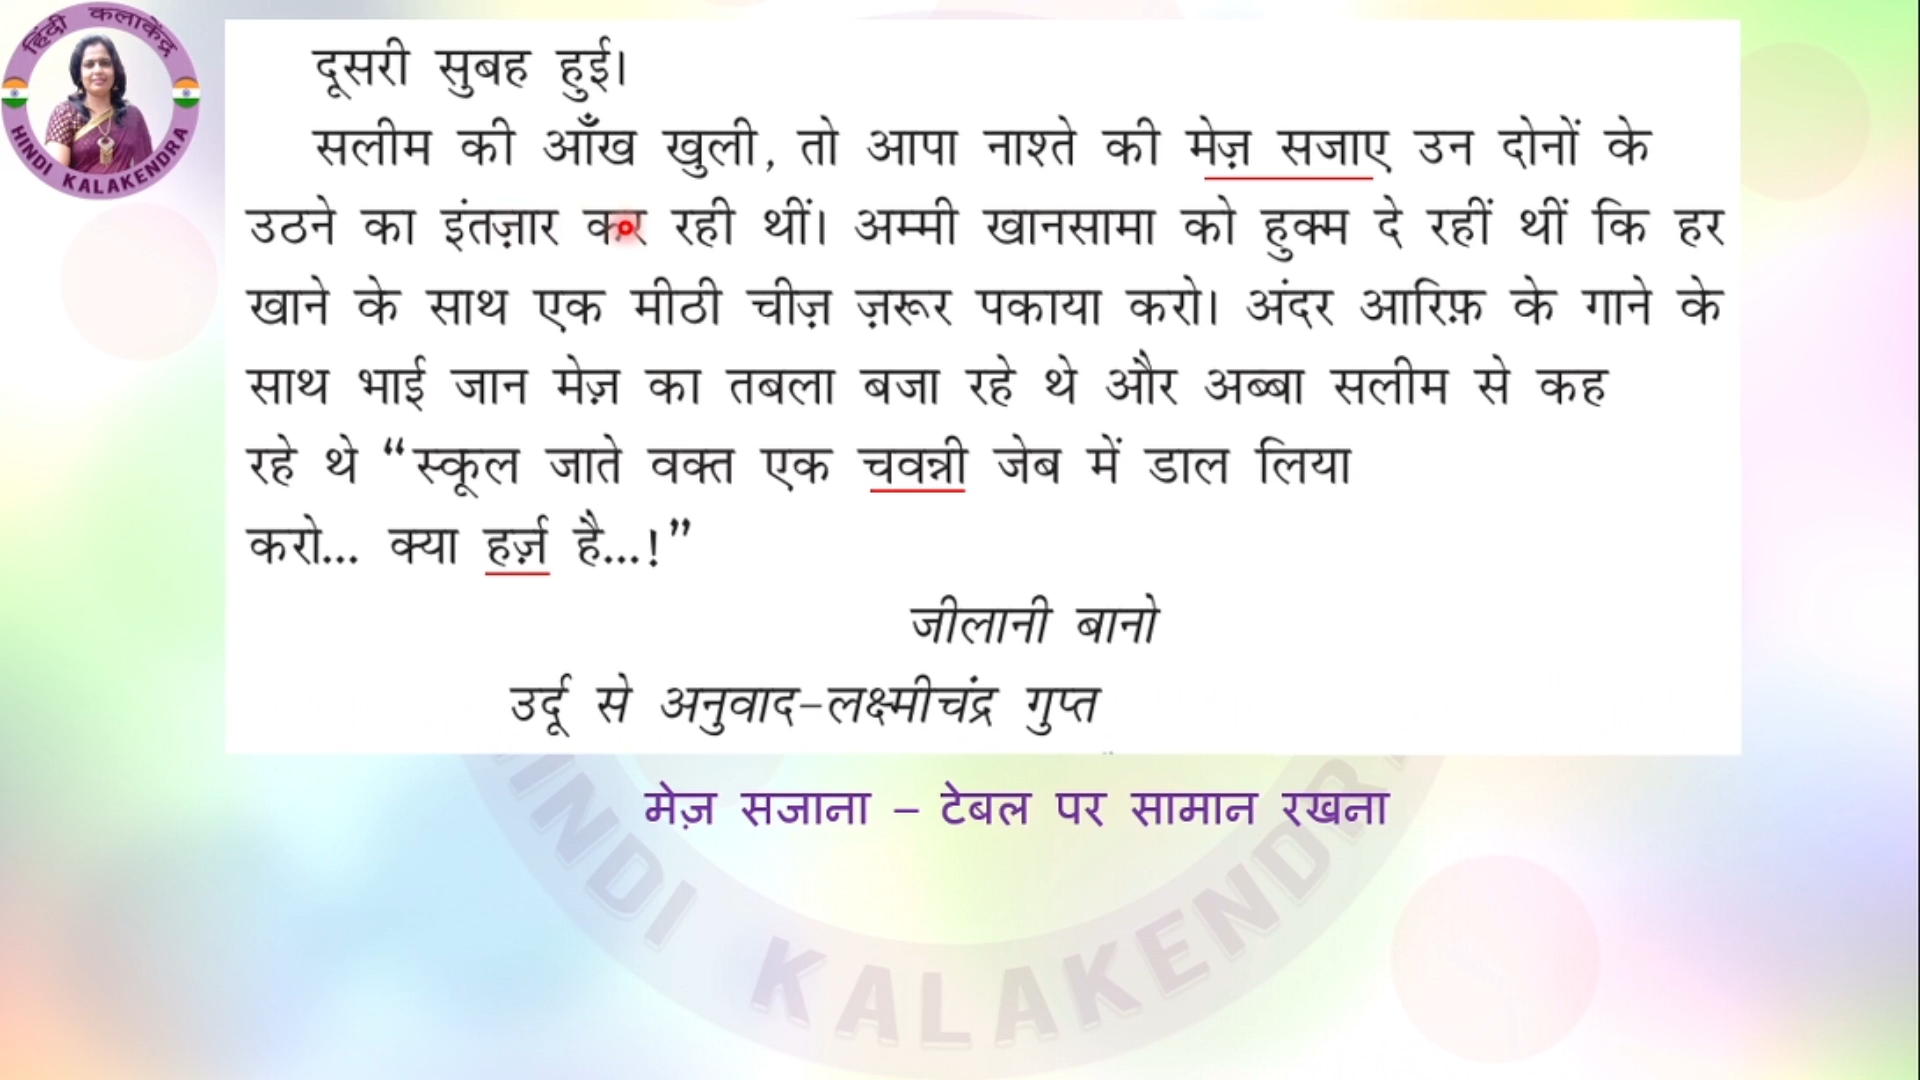 हिंदी कलाकेंद्र
HINDI KALAKENDRA
दूसरी सुबह हुई।
सलीम की आँख खुली, तो आपा नाश्ते की मेज़ सजाए उन दोनों के
उठने का इंतज़ार कर रही थीं। अम्मी खानसामा को हुक्म दे रहीं थीं कि हर
खाने के साथ एक मीठी चीज़ ज़रूर पकाया करो। अंदर आरिफ़ के गाने के
साथ भाई जान मेज़ का तबला बजा रहे थे और अब्बा सलीम से कह
रहे थे “स्कूल जाते वक्त एक चवन्नी जेब में डाल लिया
करो... क्या हर्ज़ है...!”
जीलानी बानो
उर्दू से अनुवाद-लक्ष्मीचंद्र गुप्त
मेज़ सजाना – टेबल पर सामान रखना
HINDI KALAKENDRA